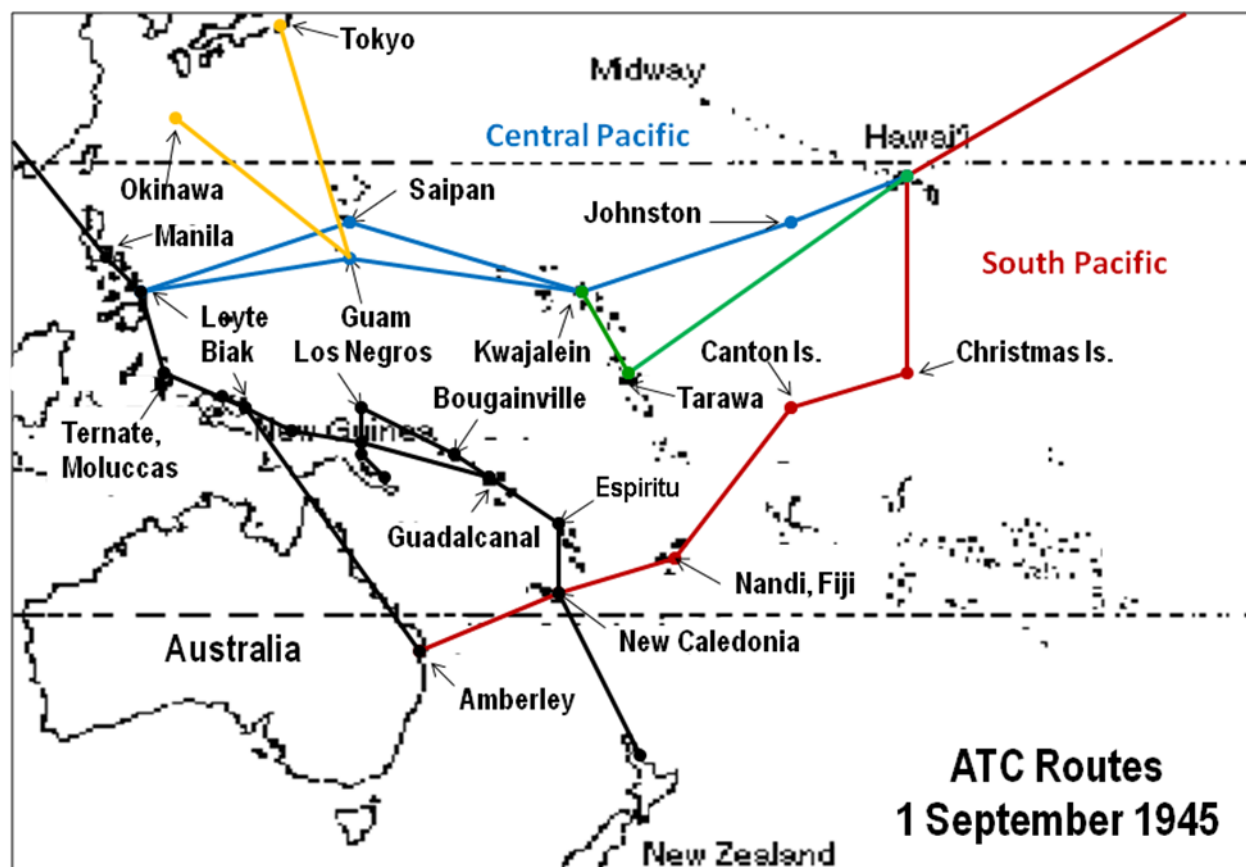 Tokyo
Midway
Central Pacific
Hawai'i
Okinawa
Saipan
Johnston
Manila
South Pacific
Leyte
Guam
Biak
Los Negros
Kwajalein
Canton Is.
Christmas Is.
Bougainville
Tarawa
New Guinea
Ternate,
Moluccas
Espiritu
Guadalcanal
Nandi, Fiji
New Caledonia
Australia
Amberley
ATC Routes
1 September 1945
New Zealand